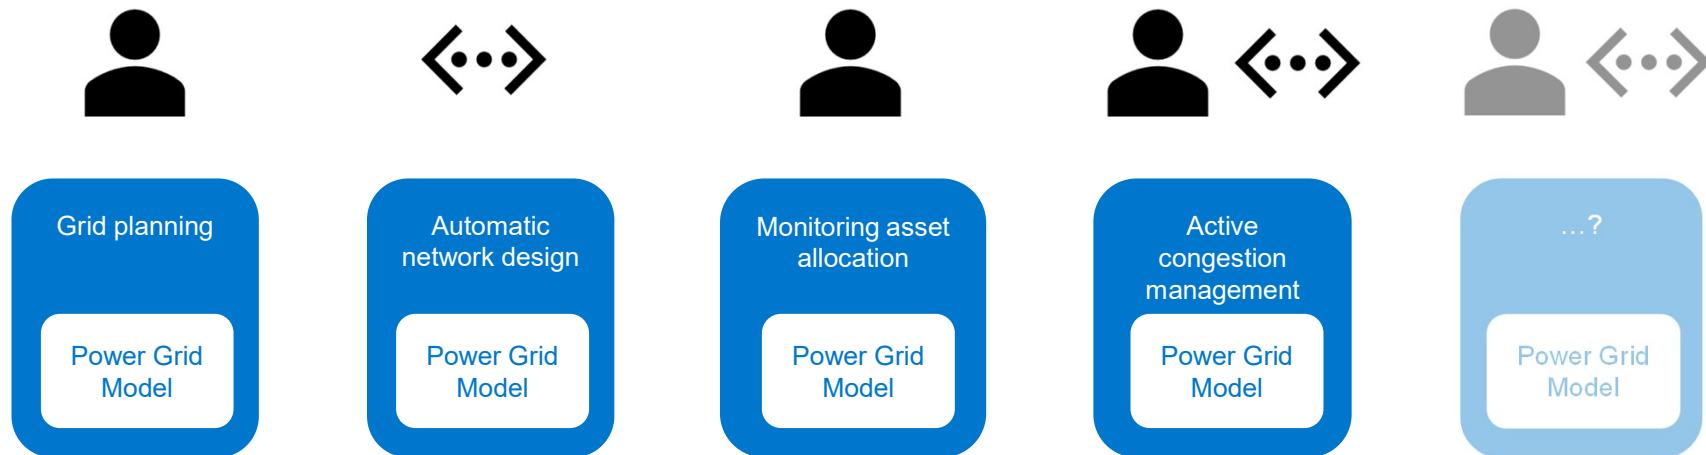 Grid planning
Power Grid
Model
Automatic
network design
Power Grid
Model
Monitoring asset
allocation
Power Grid
Model
Active
congestion
management
Power Grid
Model
…?
Power Grid
Model